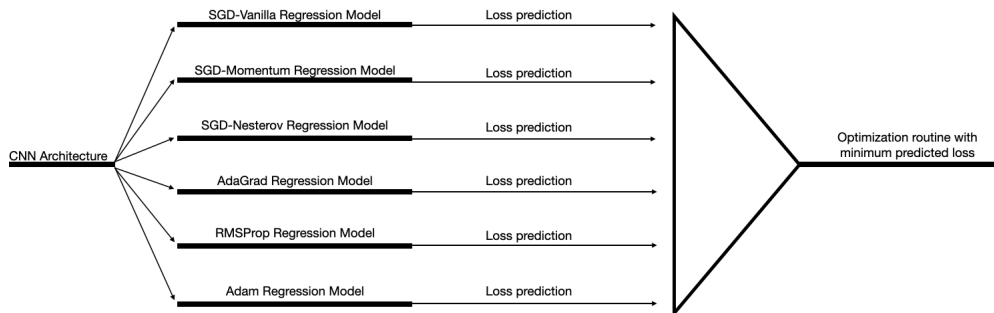 SGD-Vanilla Regression Model
Loss prediction
SGD-Momentum Regression Model
Loss prediction
SGD-Nesterov Regression Model
Loss prediction
CNN Architecture
Optimization routine with
minimum predicted loss
AdaGrad Regression Model
Loss prediction
RMSProp Regression Model
Loss prediction
Adam Regression Model
Loss prediction